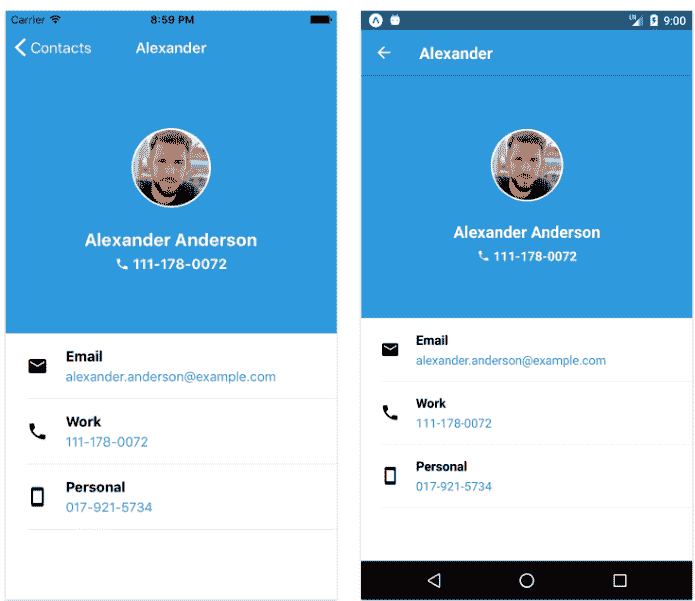 Carrier 8:59 PM
Contacts Alexander
Alexander Anderson
111-178-0072
Email
alexander.anderson@example.com
Work
111-178-0072
Personal
017-921-5734
9:00
Alexander
Alexander Anderson
111-178-0072
Email
alexander.anderson@example.com
Work
111-178-0072
Personal
017-921-5734